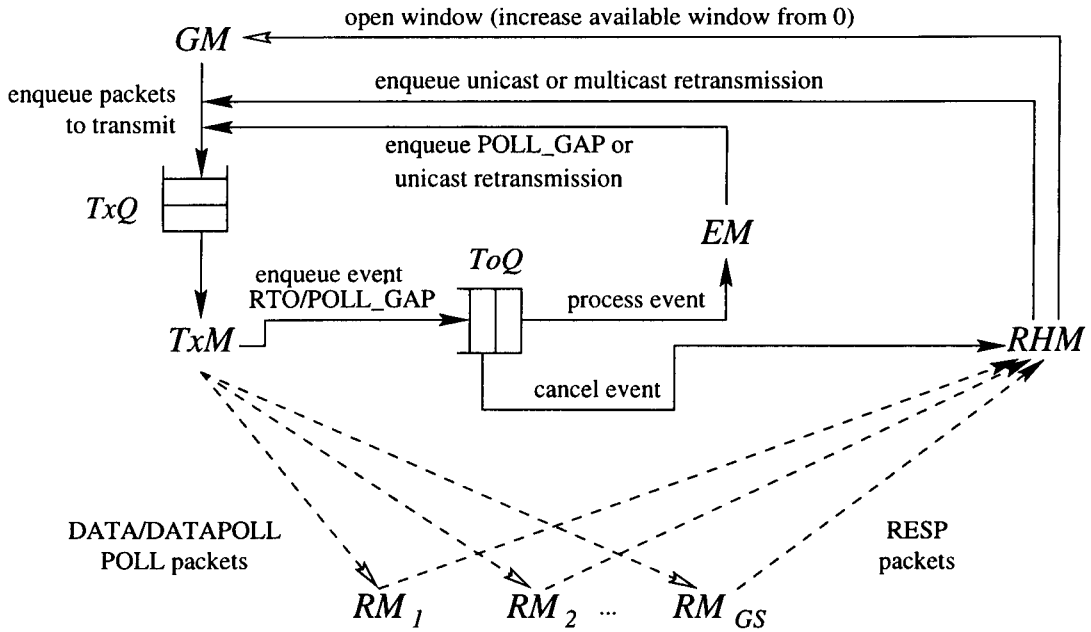 open window (increase available window from 0)
GM
enqueue unicast or multicast retransmission
enqueue packets
to transmit
enqueue POLL_GAP or
unicast retransmission
TxQ
EM
ToQ
enqueue event
RTO/POLL_GAP
process event
TxM
RHM
cancel event
DATA/DATAPOLL
POLL packets
RESP
packets
RM 1
RM 2
...
RM GS